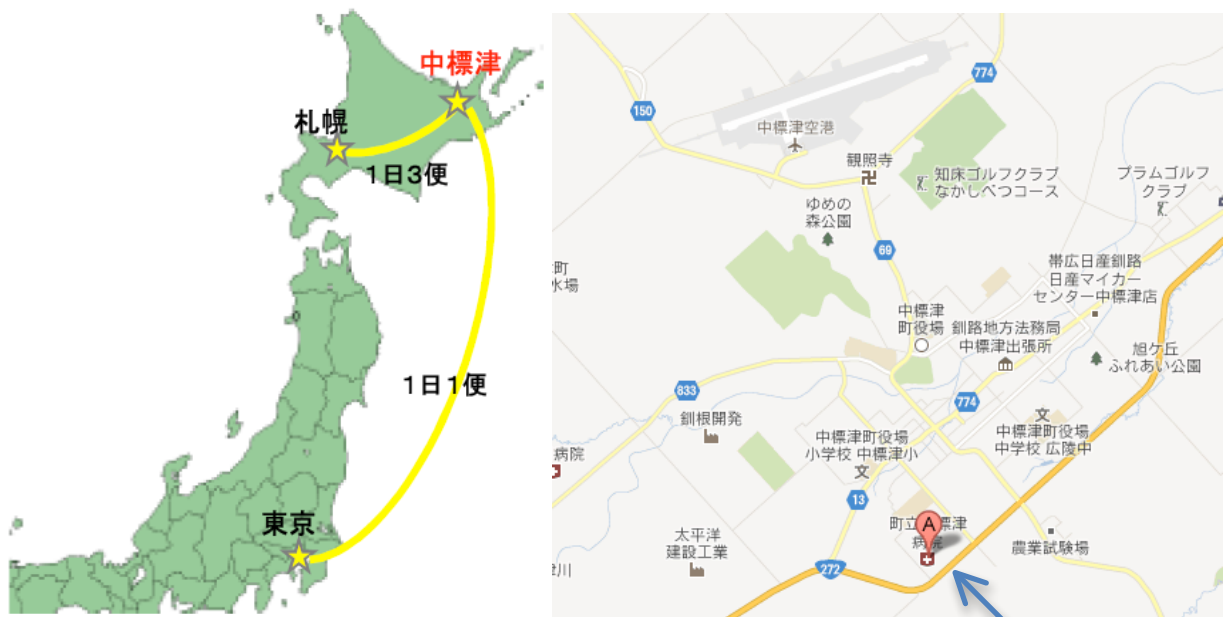 中標津
札幌
1日3便
1日1便
東京
774
150
中標津空港
観照寺
知床ゴルフクラブ
なかしべつコース
プラムゴルフ
クラブ
ゆめの
森公園
69
帯広日産釧路
日産マイカー
センター中標津店
水場
中標津
町役場
釧路地方法務局
中標津出張所
旭ケ丘
ふれあい公園
833
釧根開発
774
中標津町役場
小学校 中標津小
中標津町役場
中学校 広陵中
病院
13
A
病院
太平洋
建設工業
272
農業試験場